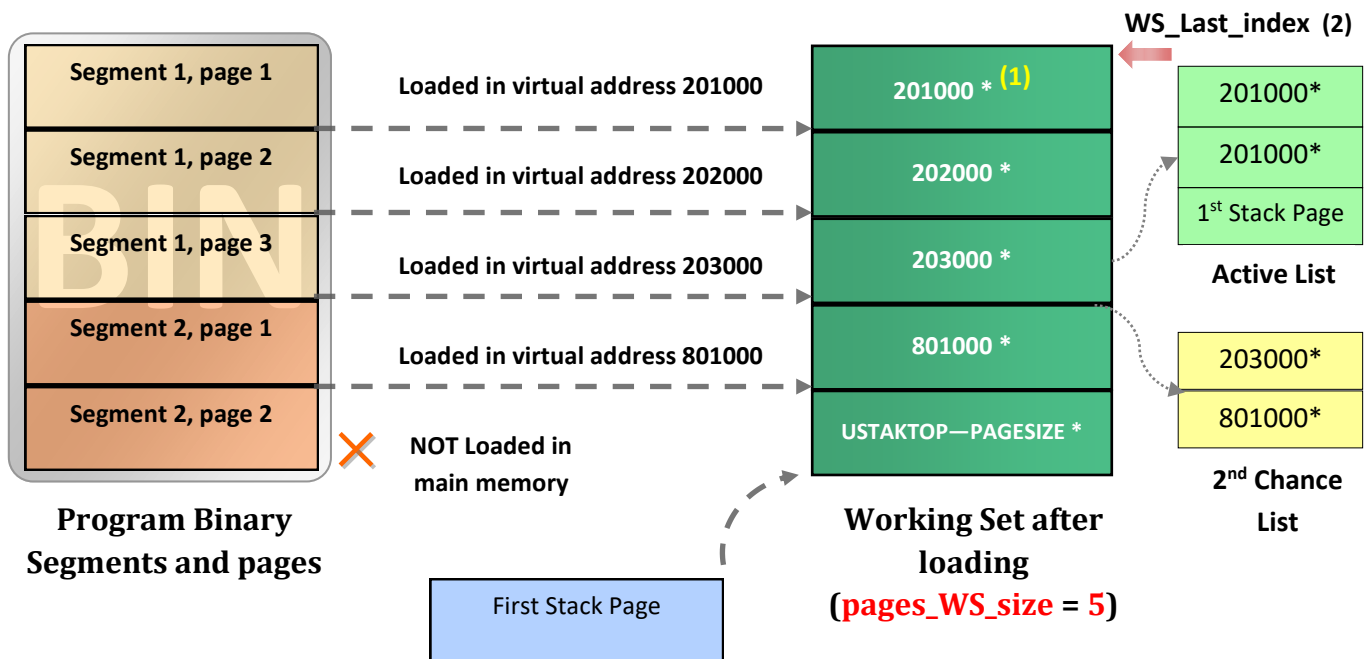 WS_Last_index (2)
Segment 1, page 1
Segment 1, page 2
Segment 1, page 3
Segment 2, page 1
Segment 2, page 2
BIN
Program Binary
Segments and pages
Loaded in virtual address 201000
Loaded in virtual address 202000
Loaded in virtual address 203000
Loaded in virtual address 801000
NOT Loaded in
main memory
First Stack Page
201000 * (1)
202000 *
203000 *
801000 *
USTAKTOP—PAGESIZE *
Working Set after
loading
(pages_WS_size = 5)
201000*
201000*
1st Stack Page
Active List
203000*
801000*
2nd Chance
List